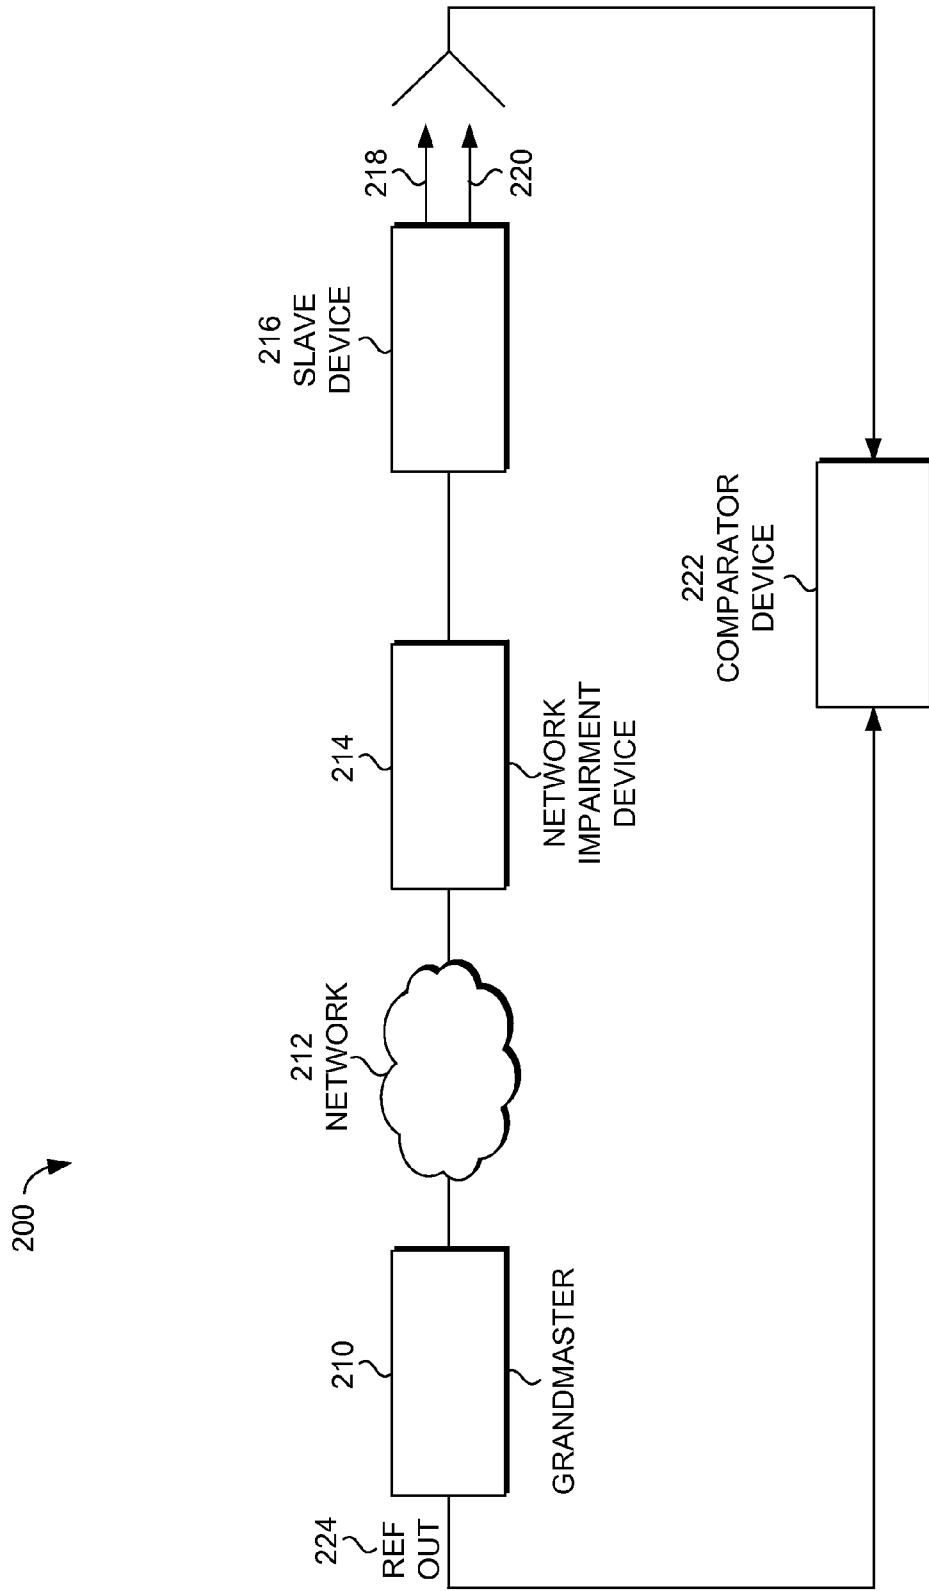 200
224
REF
OUT
210
GRANDMASTER
212
NETWORK
214
NETWORK
IMPAIRMENT
DEVICE
216
SLAVE
DEVICE
218
220
222
COMPARATOR
DEVICE